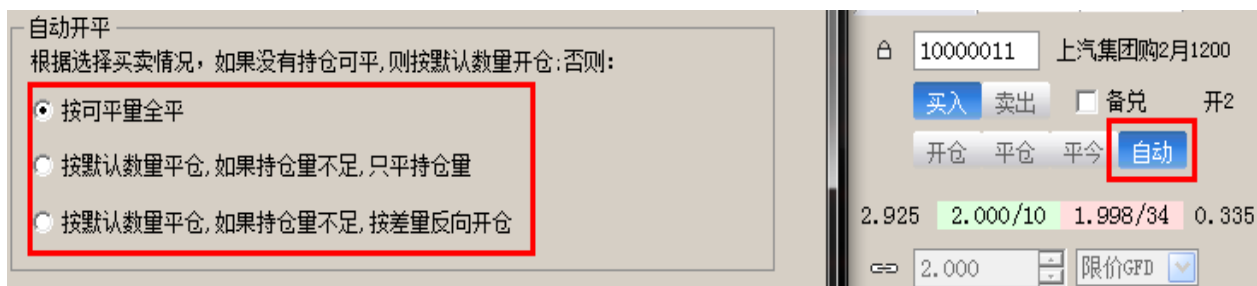 自动开平
根据选择买卖情况，如果没有持仓可平,则按默认数量开仓;否则：
按可平量全平
按默认数量平仓,如果持仓量不足,只平持仓量
按默认数量平仓,如果持仓量不足,按差量反向开仓
10000011 上汽集团购2月1200
买入 卖出 备兑 开2
开仓 平仓 平今 自动
2.925 2.000/10 1.998/34 0.335
2.000 限价GFD